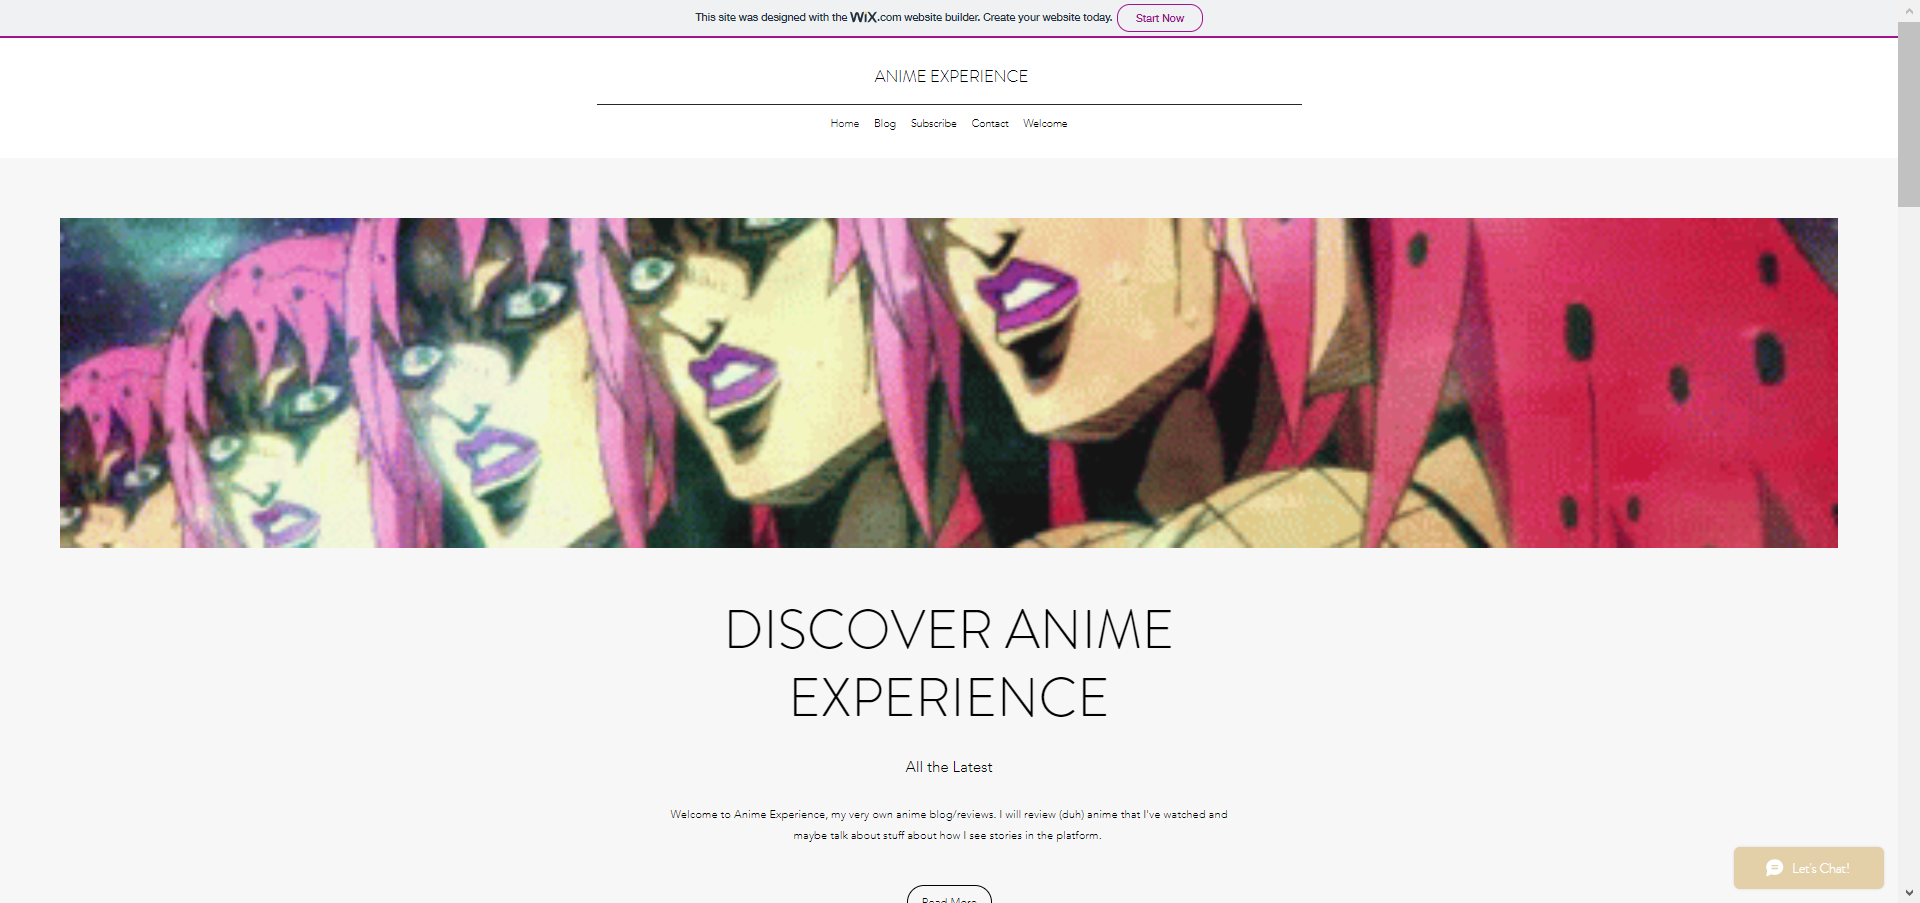 This site was designed with the WiX.com website builder. Create your website today. Start Now
ANIME EXPERIENCE
Home Blog Subscribe Contact Welcome
DISCOVER ANIME
EXPERIENCE
All the Latest
Welcome to Anime Experience, my very own anime blog/reviews. I will review (duh) anime that I've watched and
maybe talk about stuff about how I see stories in the platform.
Let's Chat!
Read More